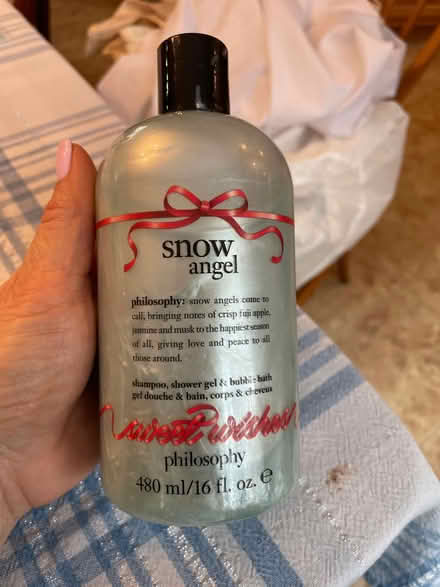 snow
angel
philosophy: snow angels come to
call, bringing notes of crisp fuji apple,
jasmine and musk to the happiest season
of all, giving love and peace to all
those around.
shampoo, shower gel & bubble bath
gel douche & bain, corps & cheveux
sweet wishes
philosophy
480 ml/16 fl. oz. e